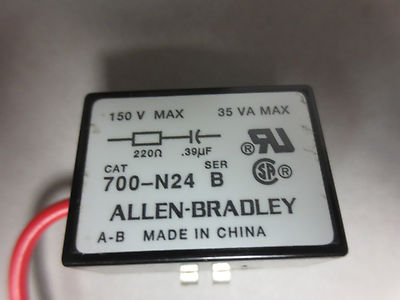 150 V MAX 35 VA MAX
220Ω .39µF
CAT SER
700-N24 B
ALLEN-BRADLEY
A-B MADE IN CHINA